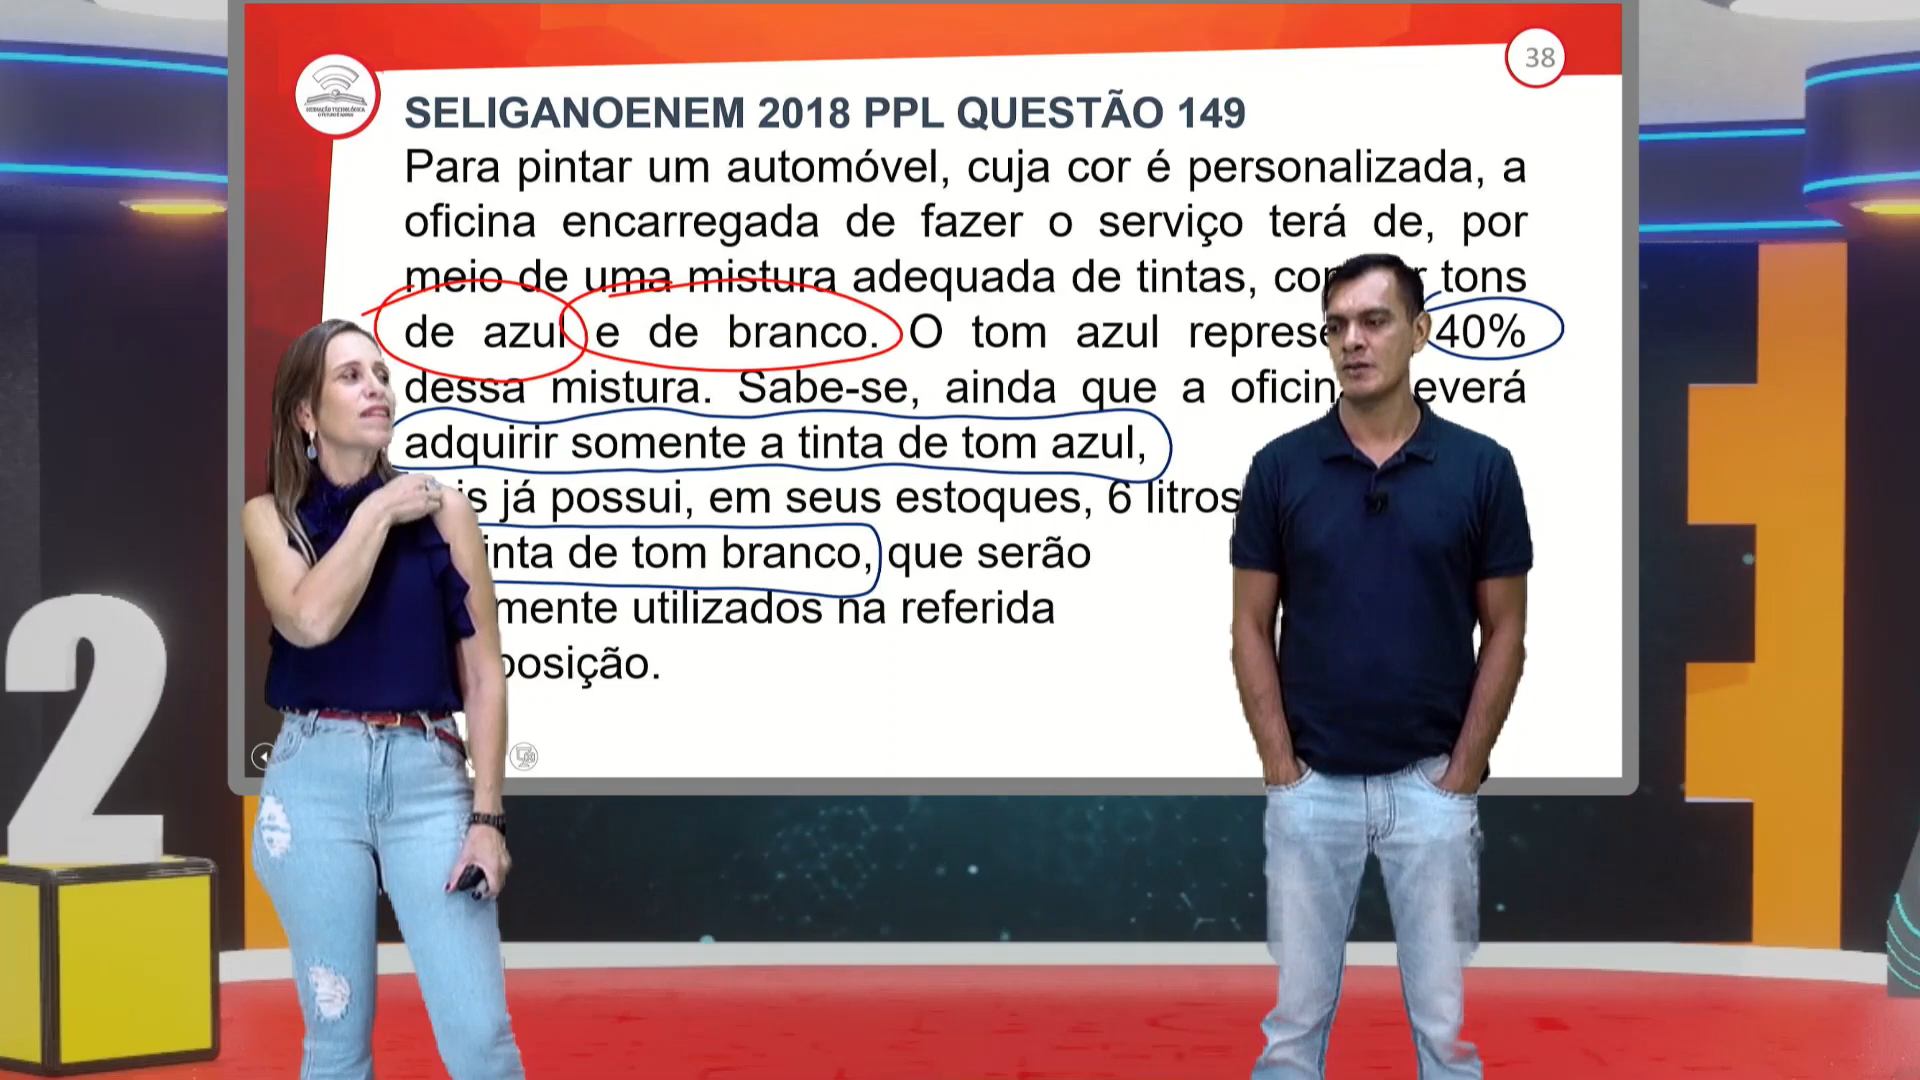 38
SELIGANOENEM 2018 PPL QUESTÃO 149
Para pintar um automóvel, cuja cor é personalizada, a
oficina encarregada de fazer o serviço terá de, por
meio de uma mistura adequada de tintas, tons
de azul e de branco. O tom azul 40%
dessa mistura. Sabe-se, ainda que a
adquirir somente a tinta de tom azul,
já possui, em seus estoques, 6 litros
de tom branco, que serão
utilizados na referida
2